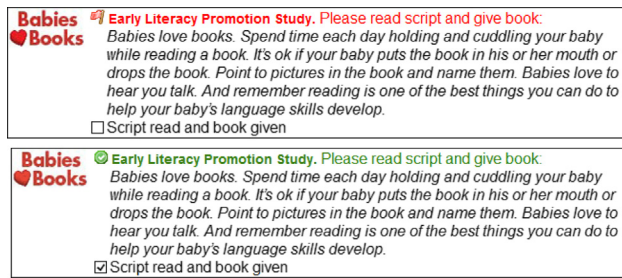 Babies
Books
Early Literacy Promotion Study. Please read script and give book:
Babies love books. Spend time each day holding and cuddling your baby
while reading a book. It's ok if your baby puts the book in his or her mouth or
drops the book. Point to pictures in the book and name them. Babies love to
hear you talk. And remember reading is one of the best things you can do to
help your baby's language skills develop.
Script read and book given
Babies
Books
Early Literacy Promotion Study. Please read script and give book:
Babies love books. Spend time each day holding and cuddling your baby
while reading a book. It's ok if your baby puts the book in his or her mouth or
drops the book. Point to pictures in the book and name them. Babies love to
hear you talk. And remember reading is one of the best things you can do to
help your baby's language skills develop.
Script read and book given